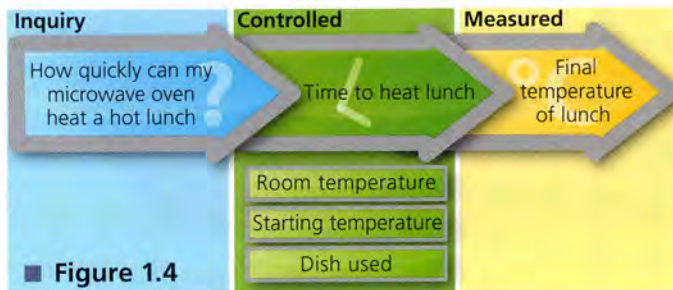 Inquiry
Controlled
Measured
How quickly can my
microwave oven
heat a hot lunch
?
Time to heat lunch
Final
temperature
of lunch
Room temperature
Starting temperature
Dish used
■ Figure 1.4